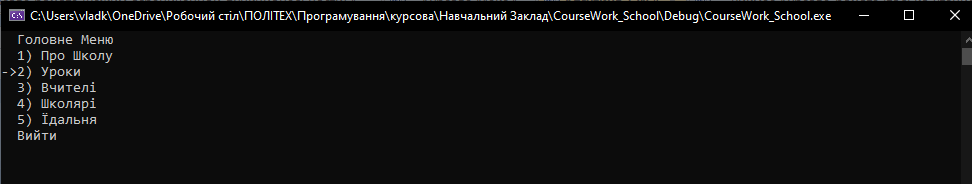 C:\Users\vladk\OneDrive\Робочий стіл\ПОЛІТЕХ\Програмування\курсова\Навчальний Заклад\CourseWork_School\Debug\CourseWork_School.exe
Головне Меню
1) Про Школу
->2) Уроки
3) Вчителі
4) Школярі
5) Їдальня
Вийти